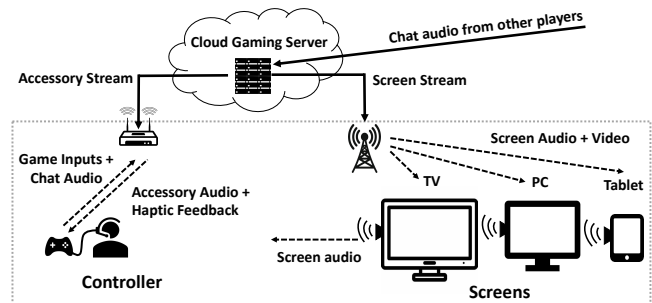 Chat audio from other players
Cloud Gaming Server
Accessory Stream
Screen Stream
Game Inputs +
Chat Audio
Accessory Audio +
Haptic Feedback
Controller
Screen Audio + Video
TV
PC
Tablet
Screen audio
Screens